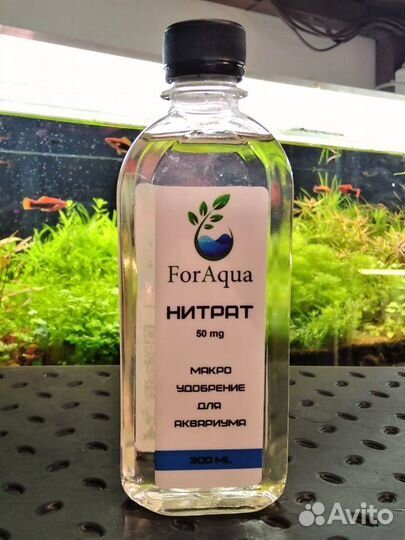 ForAqua
НИТРАТ
50 mg
МАКРО
УДОБРЕНИЕ
ДЛЯ
АКВАРИУМА
300 ML
Avito